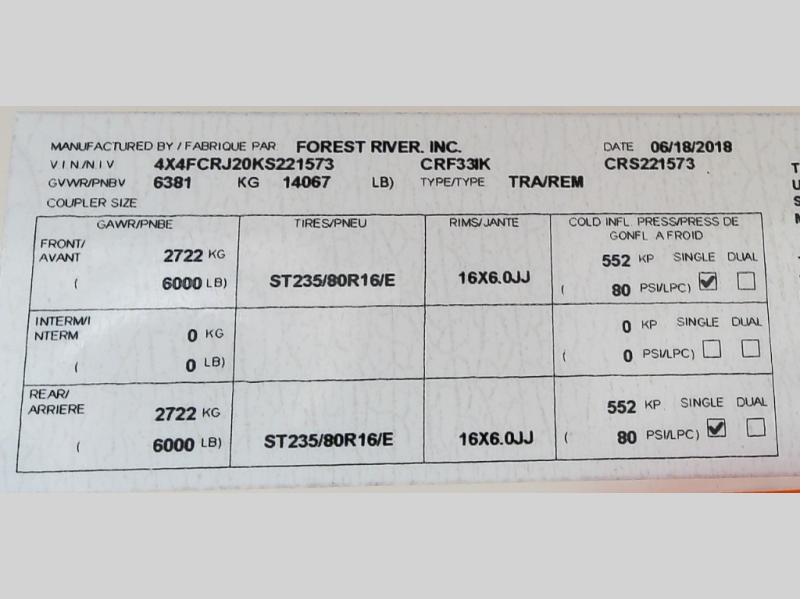 MANUFACTURED BY / FABRIQUE PAR FOREST RIVER, INC. DATE 06/18/2018
V I N/N I V 4X4FCRJ20KS221573 CRF33IK CRS221573
GVWR/PNBV 6381 KG 14067 LB) TYPE/TYPE TRA/REM
COUPLER SIZE
GAWR/PNBE TIRES/PNEU RIMS/JANTE COLD INFL PRESS/PRESS DE
GONFL A FROID
FRONT/
AVANT 2722 KG 552 KP SINGLE DUAL
( 6000 LB) ST235/80R16/E 16X6.0JJ ( 80 PSI/LPC)
INTERM/I
NTERM 0 KG 0 KP SINGLE DUAL
( 0 LB) ( 0 PSI/LPC)
REAR/
ARRIERE 2722 KG 552 KP SINGLE DUAL
( 6000 LB) ST235/80R16/E 16X6.0JJ ( 80 PSI/LPC)